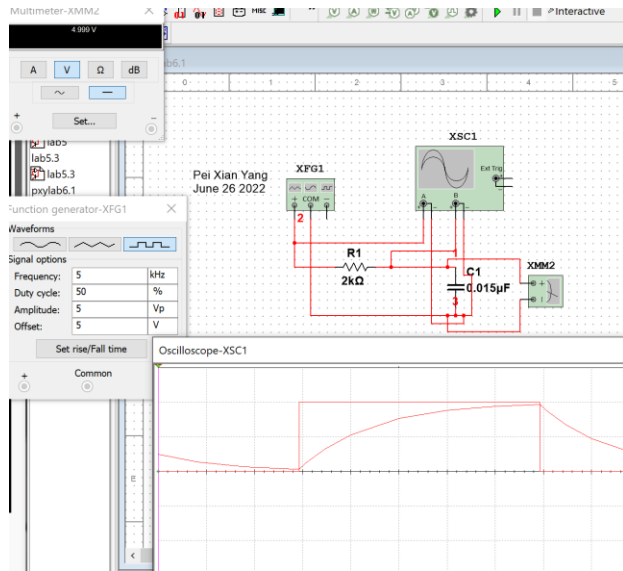 Multimeter-XMM2
×
MISC
Interactive
4.999 V
A V Ω dB
Set...
+ −
lab5
lab5.3
lab5.3
pxylab6.1
lab6.1
0 1 2 3 4 5
Pei Xian Yang
June 26 2022
XFG1
COM
2
XSC1
Ext Trig
A B
R1
2kΩ
C1
0.015µF
3
XMM2
Function generator-XFG1
×
Waveforms
Signal options
Frequency: 5 kHz
Duty cycle: 50 %
Amplitude: 5 Vp
Offset: 5 V
Set rise/Fall time
+ Common
Oscilloscope-XSC1